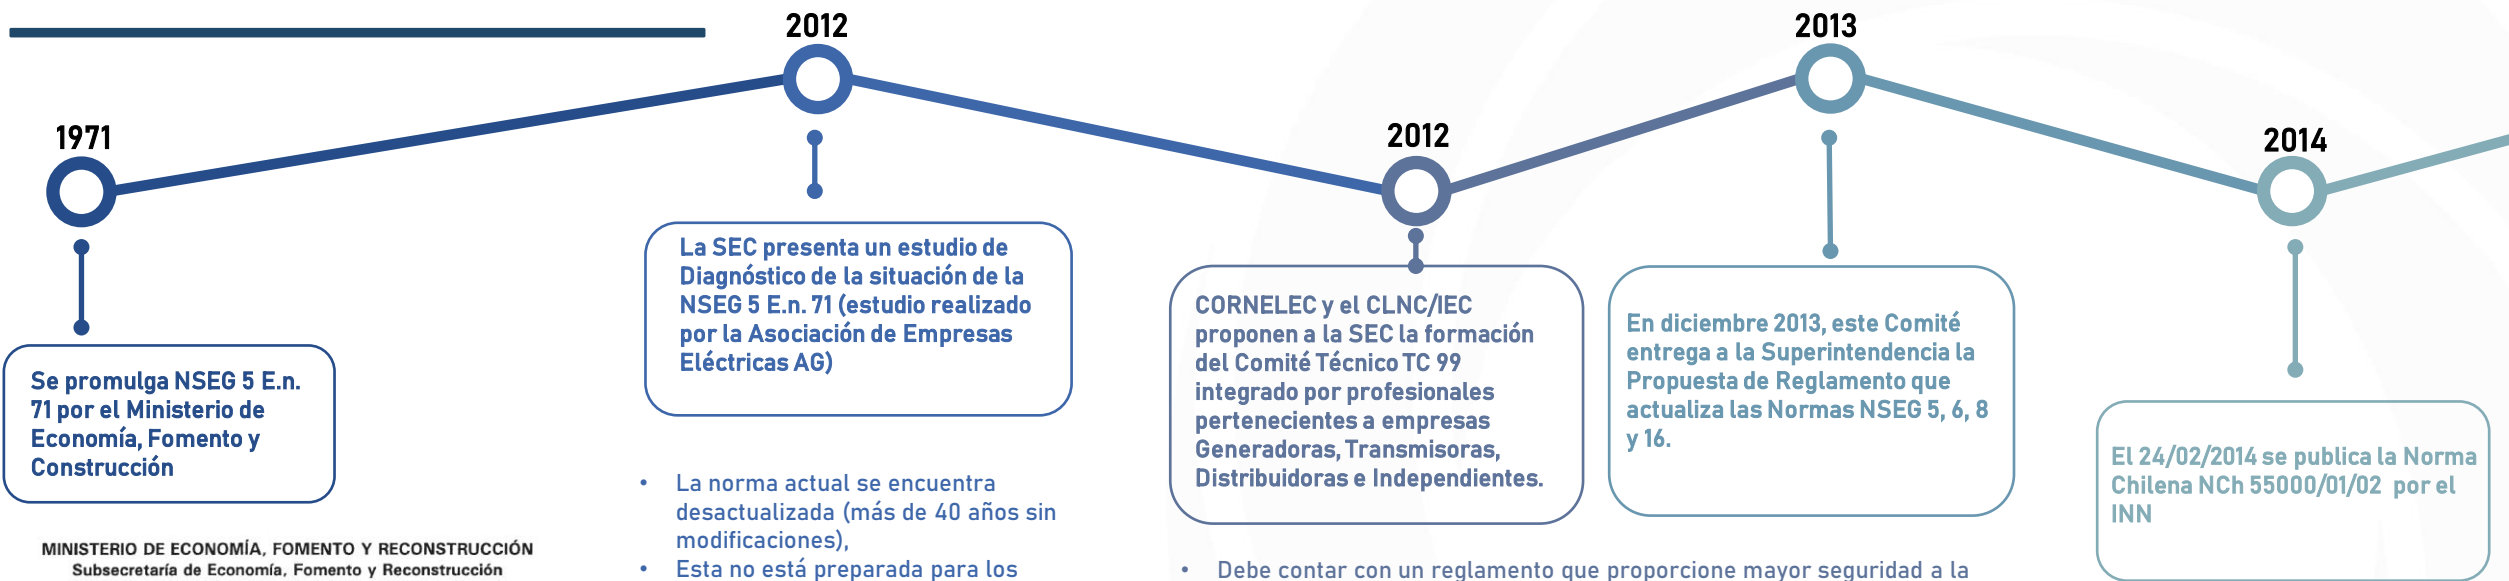 1971
Se promulga NSEG 5 E.n.
71 por el Ministerio de
Economía, Fomento y
Construcción
MINISTERIO DE ECONOMÍA, FOMENTO Y RECONSTRUCCIÓN
Subsecretaría de Economía, Fomento y Reconstrucción
2012
La SEC presenta un estudio de
Diagnóstico de la situación de la
NSEG 5 E.n. 71 (estudio realizado
por la Asociación de Empresas
Eléctricas AG)
• La norma actual se encuentra
desactualizada (más de 40 años sin
modificaciones),
• Esta no está preparada para los
2012
CORNELEC y el CLNC/IEC
proponen a la SEC la formación
del Comité Técnico TC 99
integrado por profesionales
pertenecientes a empresas
Generadoras, Transmisoras,
Distribuidoras e Independientes.
• Debe contar con un reglamento que proporcione mayor seguridad a la
2013
En diciembre 2013, este Comité
entrega a la Superintendencia la
Propuesta de Reglamento que
actualiza las Normas NSEG 5, 6, 8
y 16.
2014
El 24/02/2014 se publica la Norma
Chilena NCh 55000/01/02 por el
INN